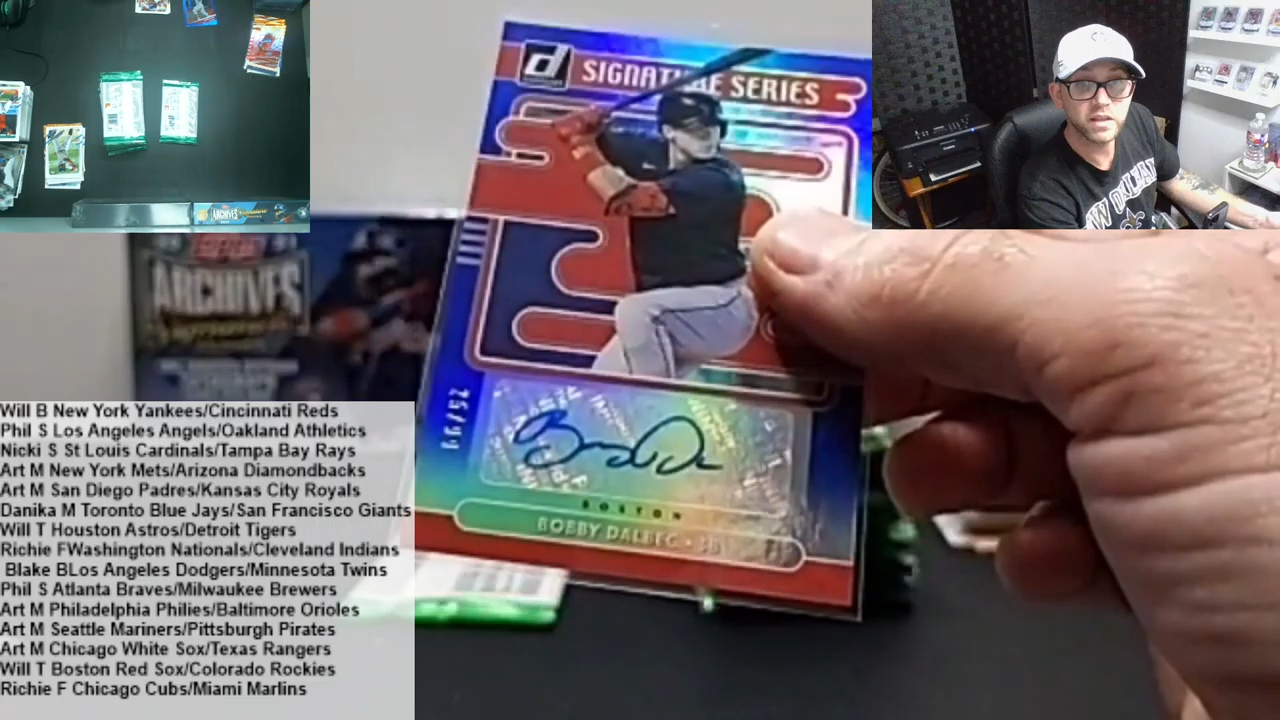 SIGNATURE SERIES
ARCHIVES
25/99
BOSTON
BOBBY DALBEC • 3B
ARCHIVES
Will B New York Yankees/Cincinnati Reds
Phil S Los Angeles Angels/Oakland Athletics
Nicki S St Louis Cardinals/Tampa Bay Rays
Art M New York Mets/Arizona Diamondbacks
Art M San Diego Padres/Kansas City Royals
Danika M Toronto Blue Jays/San Francisco Giants
Will T Houston Astros/Detroit Tigers
Richie FWashington Nationals/Cleveland Indians
Blake BLos Angeles Dodgers/Minnesota Twins
Phil S Atlanta Braves/Milwaukee Brewers
Art M Philadelphia Philies/Baltimore Orioles
Art M Seattle Mariners/Pittsburgh Pirates
Art M Chicago White Sox/Texas Rangers
Will T Boston Red Sox/Colorado Rockies
Richie F Chicago Cubs/Miami Marlins